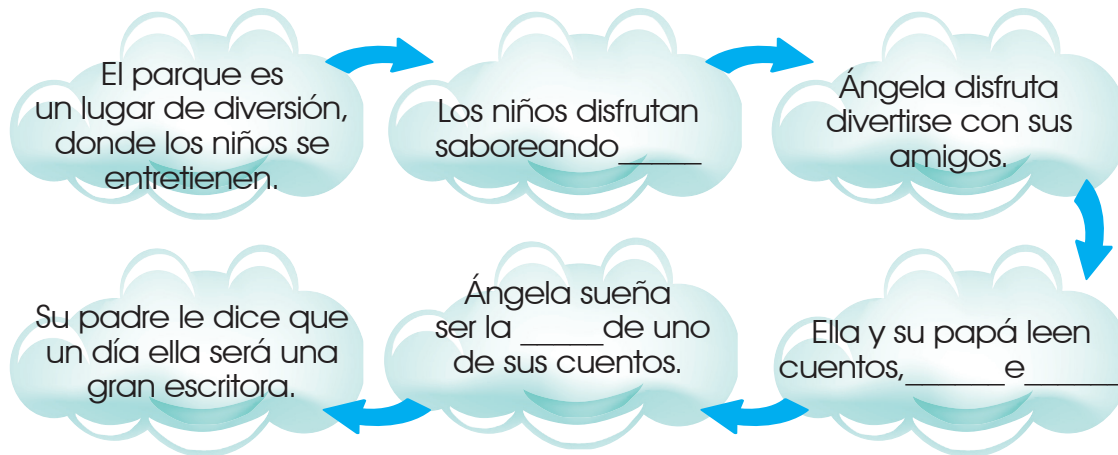 El parque es
un lugar de diversión,
donde los niños se
entretienen.
Los niños disfrutan
saboreando_____
Ángela disfruta
divertirse con sus
amigos.
Ella y su papá leen
cuentos,______e______
Ángela sueña
ser la _____de uno
de sus cuentos.
Su padre le dice que
un día ella será una
gran escritora.